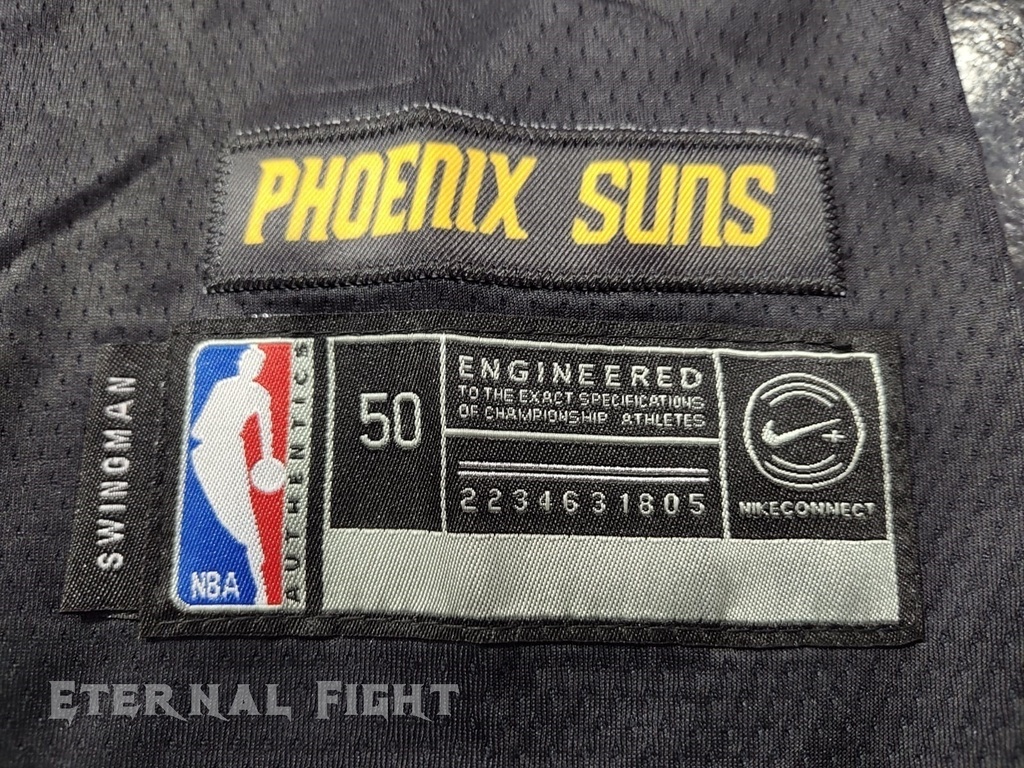 PHOENIX SUNS
SWINGMAN
NBA
AUTHENTICS
50
ENGINEERED
TO THE EXACT SPECIFICATIONS
OF CHAMPIONSHIP ATHLETES
2234631805
NIKECONNECT
ETERNAL FIGHT